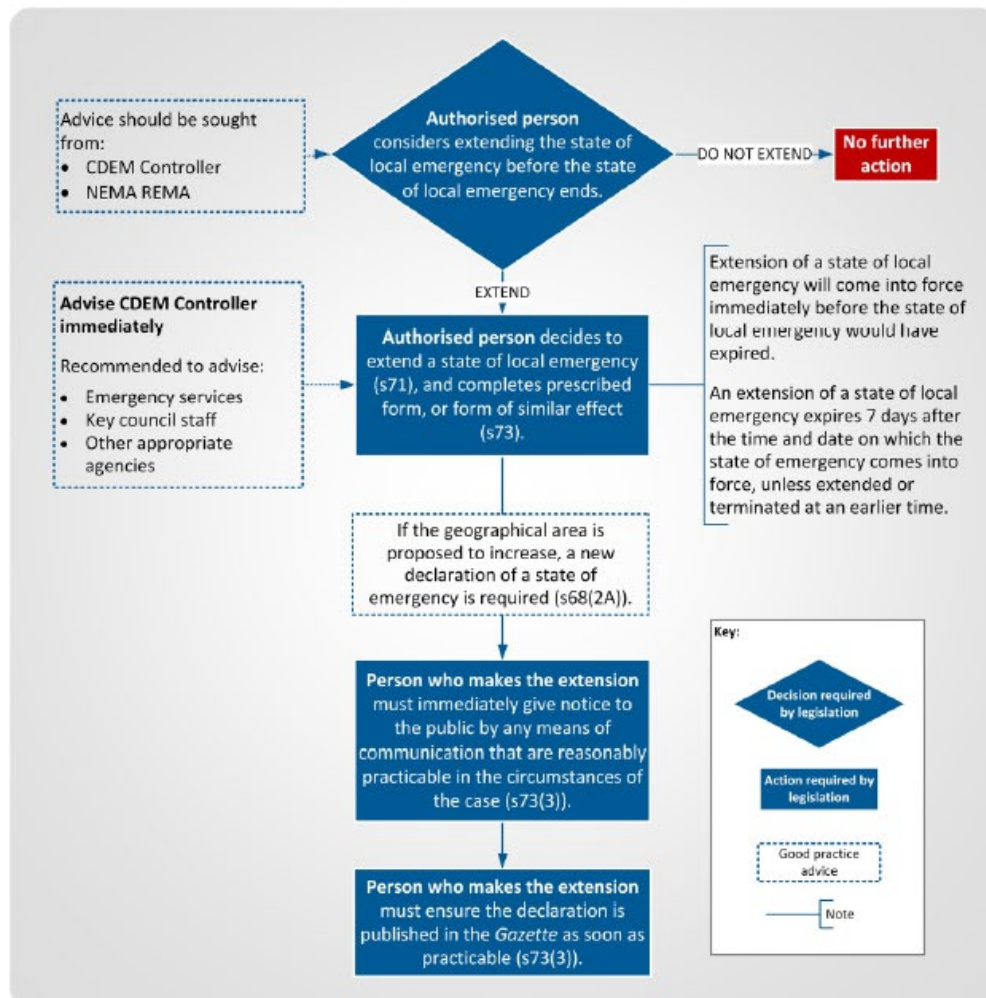 Advice should be sought
from:
• CDEM Controller
• NEMA REMA
Authorised person
considers extending the state of
local emergency before the state
of local emergency ends.
DO NOT EXTEND
No further
action
EXTEND
Advise CDEM Controller
immediately
Recommended to advise:
• Emergency services
• Key council staff
• Other appropriate
agencies
Authorised person decides to
extend a state of local emergency
(s71), and completes prescribed
form, or form of similar effect
(s73).
Extension of a state of local
emergency will come into force
immediately before the state of
local emergency would have
expired.
An extension of a state of local
emergency expires 7 days after
the time and date on which the
state of emergency comes into
force, unless extended or
terminated at an earlier time.
If the geographical area is
proposed to increase, a new
declaration of a state of
emergency is required (s68(2A)).
Person who makes the extension
must immediately give notice to
the public by any means of
communication that are reasonably
practicable in the circumstances of
the case (s73(3)).
Person who makes the extension
must ensure the declaration is
published in the Gazette as soon as
practicable (s73(3)).
Key:
Decision required
by legislation
Action required by
legislation
Good practice
advice
Note